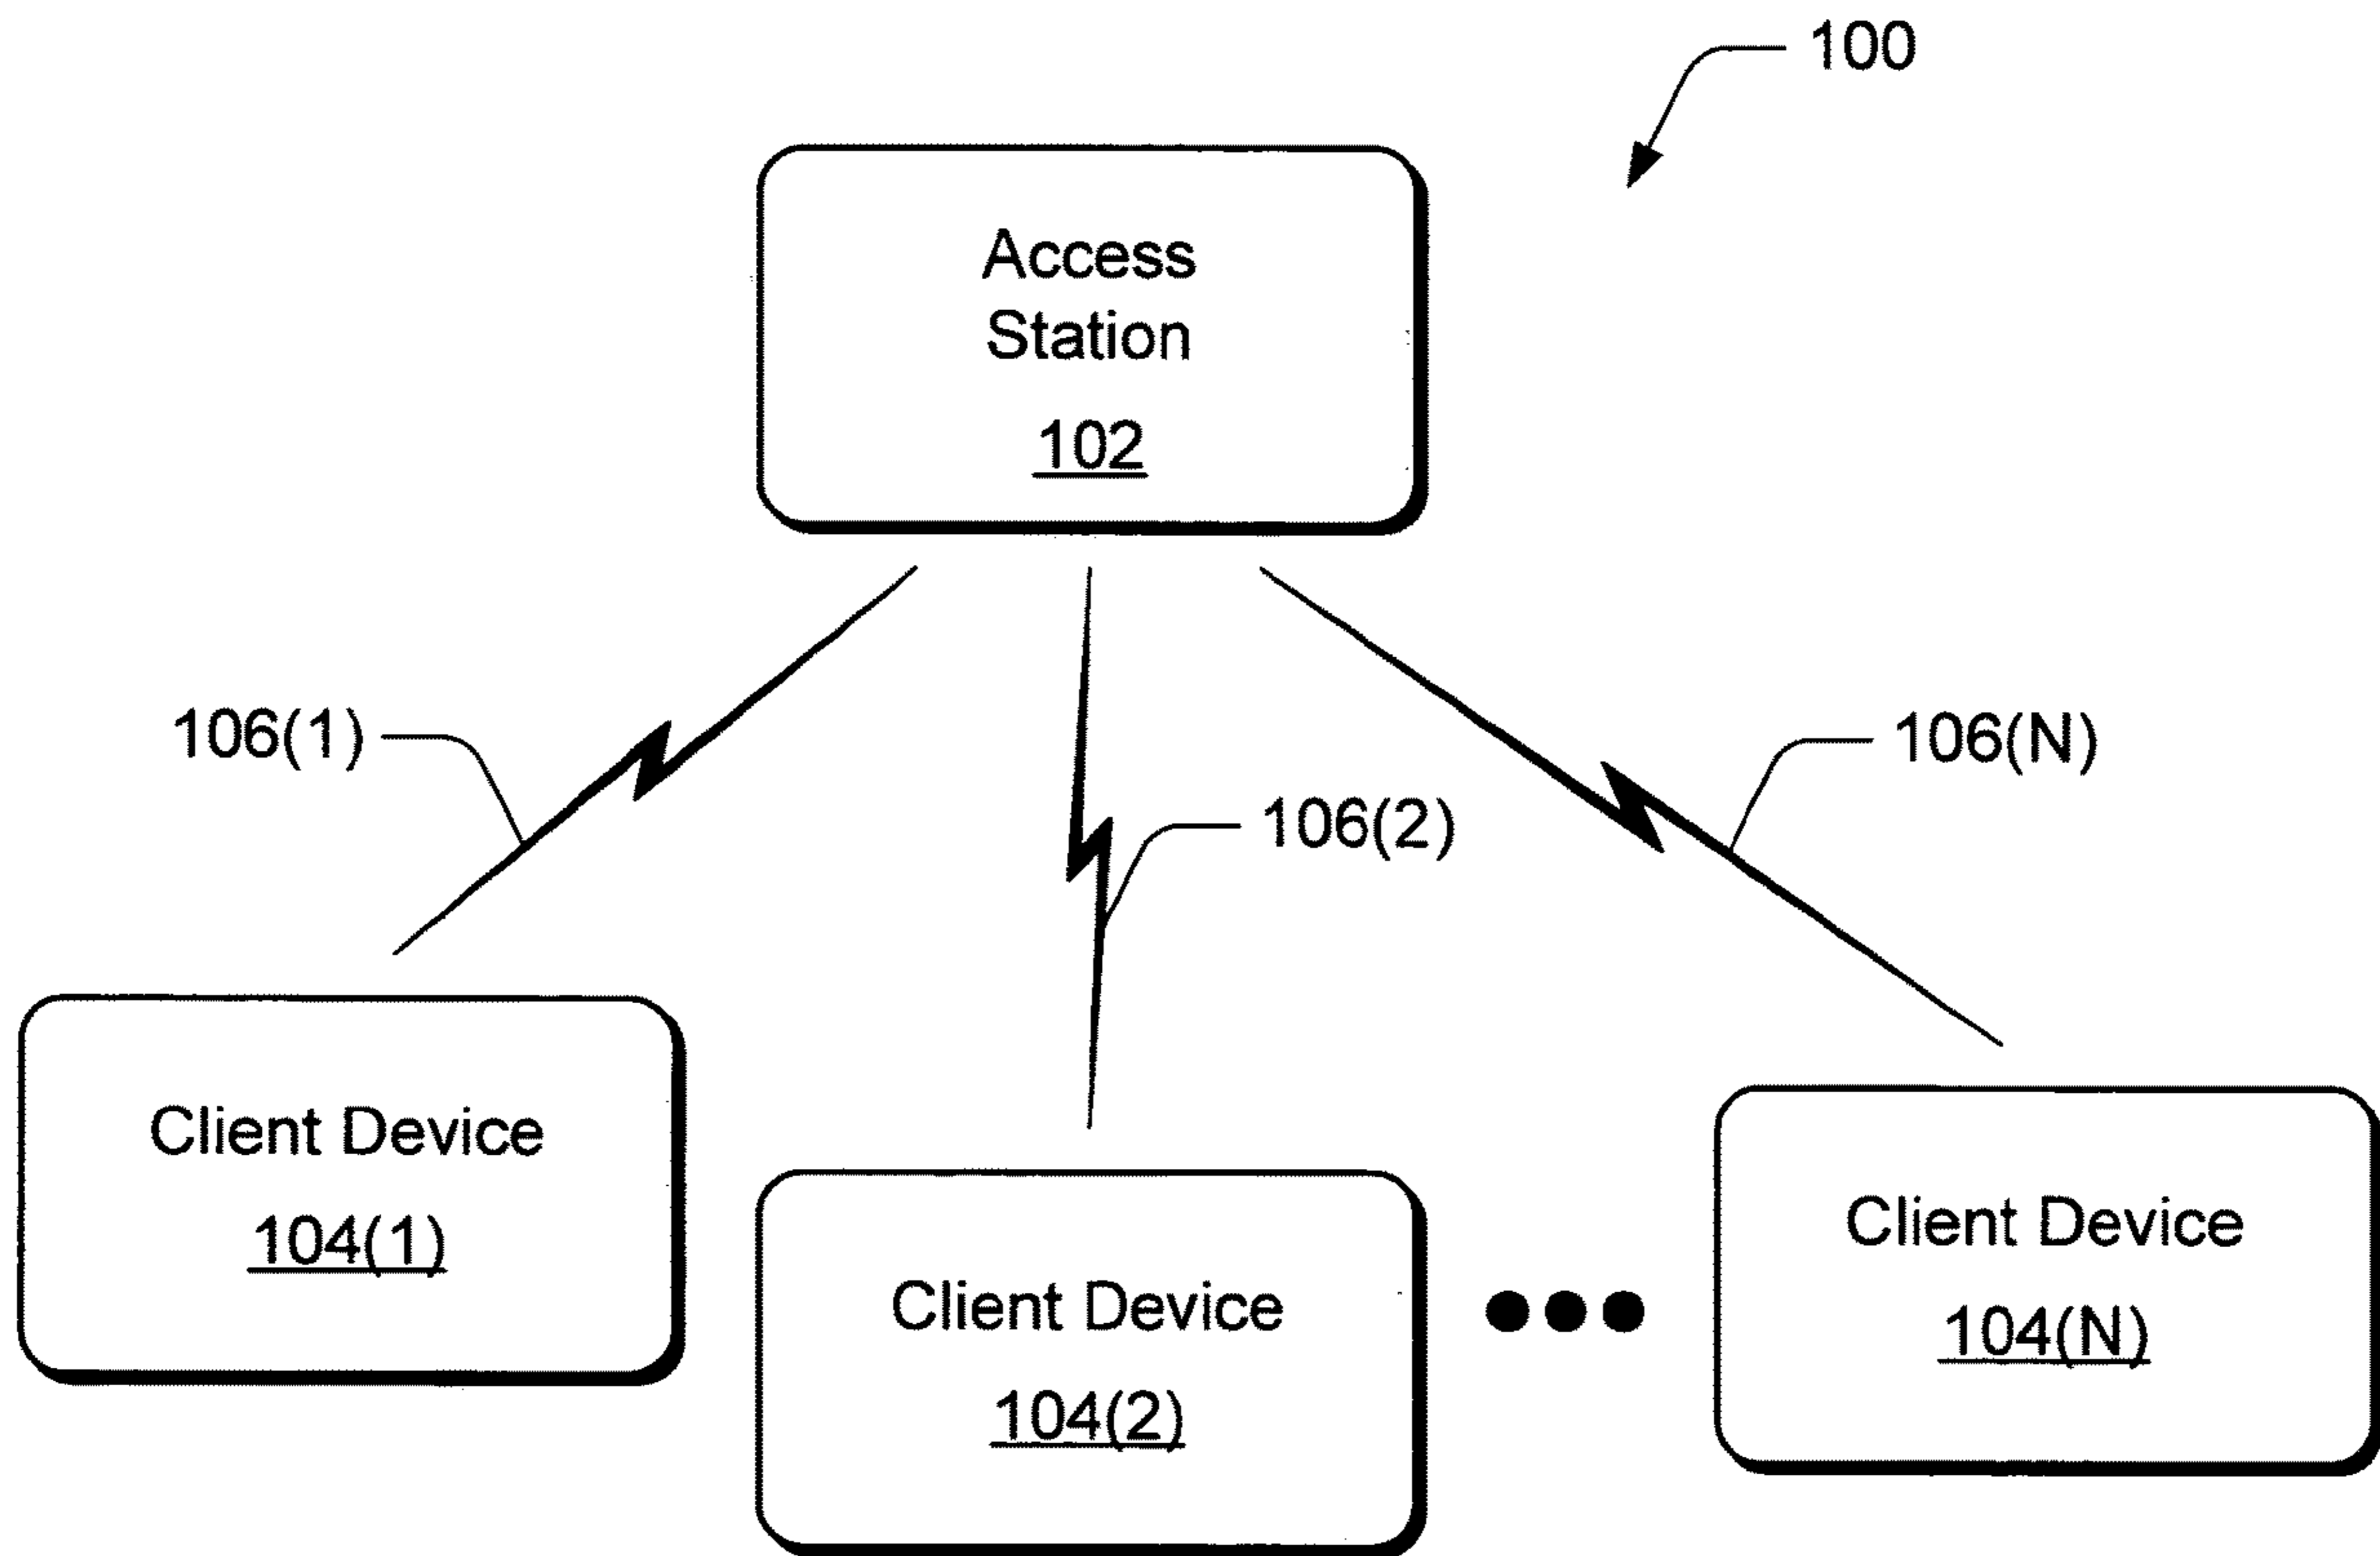 100
Access
Station
102
106(1)
106(N)
106(2)
Client Device
104(1)
Client Device
104(N)
Client Device
104(2)